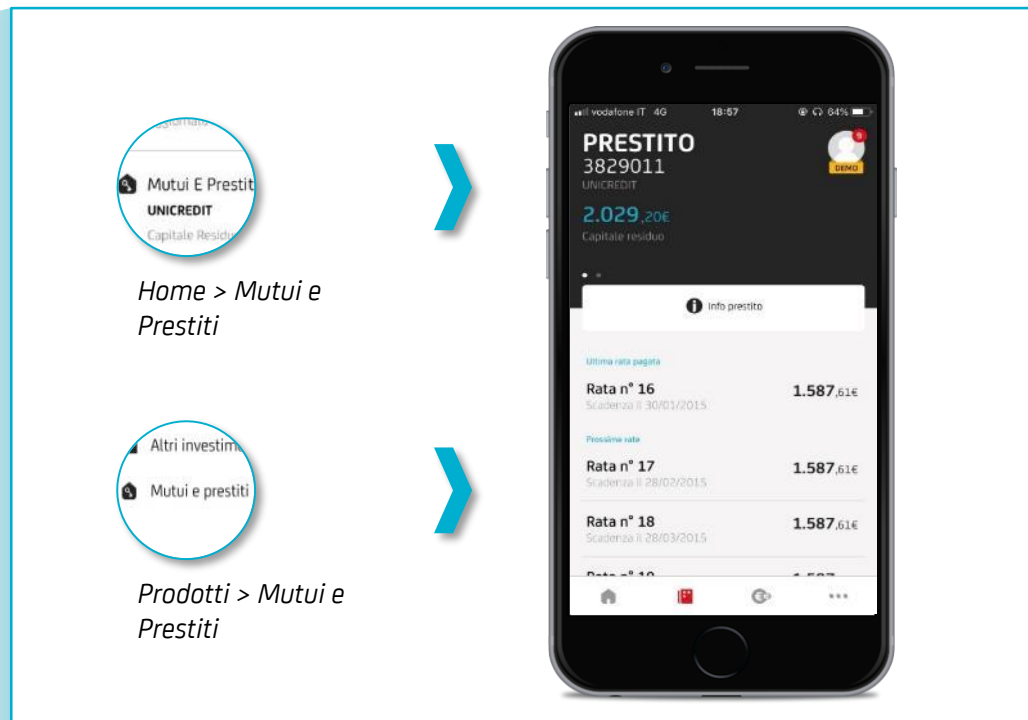 Mutui E Prestit
UNICREDIT
Capitale Residu
Home > Mutui e
Prestiti
Altri investim
Mutui e prestiti
Prodotti > Mutui e
Prestiti
vodafone IT 4G 18:57 64%
PRESTITO
9
3829011
DEMO
UNICREDIT
2.029,20€
Capitale residuo
Info prestito
Ultima rata pagata
Rata n° 16 1.587,61€
Scadenza il 30/01/2015
Prossime rate
Rata n° 17 1.587,61€
Scadenza il 28/02/2015
Rata n° 18 1.587,61€
Scadenza il 28/03/2015